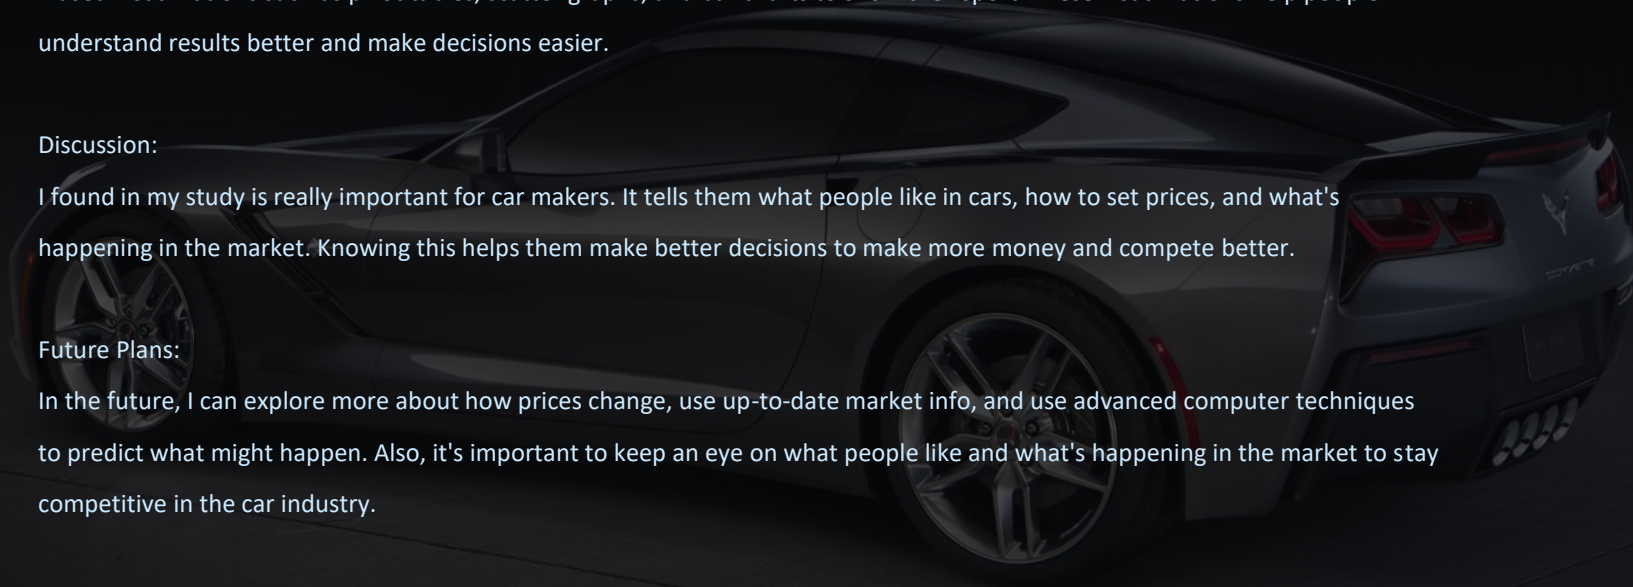 understand results better and make decisions easier.
Discussion:
I found in my study is really important for car makers. It tells them what people like in cars, how to set prices, and what's
happening in the market. Knowing this helps them make better decisions to make more money and compete better.
Future Plans:
In the future, I can explore more about how prices change, use up-to-date market info, and use advanced computer techniques
to predict what might happen. Also, it's important to keep an eye on what people like and what's happening in the market to stay
competitive in the car industry.
CORVETTE